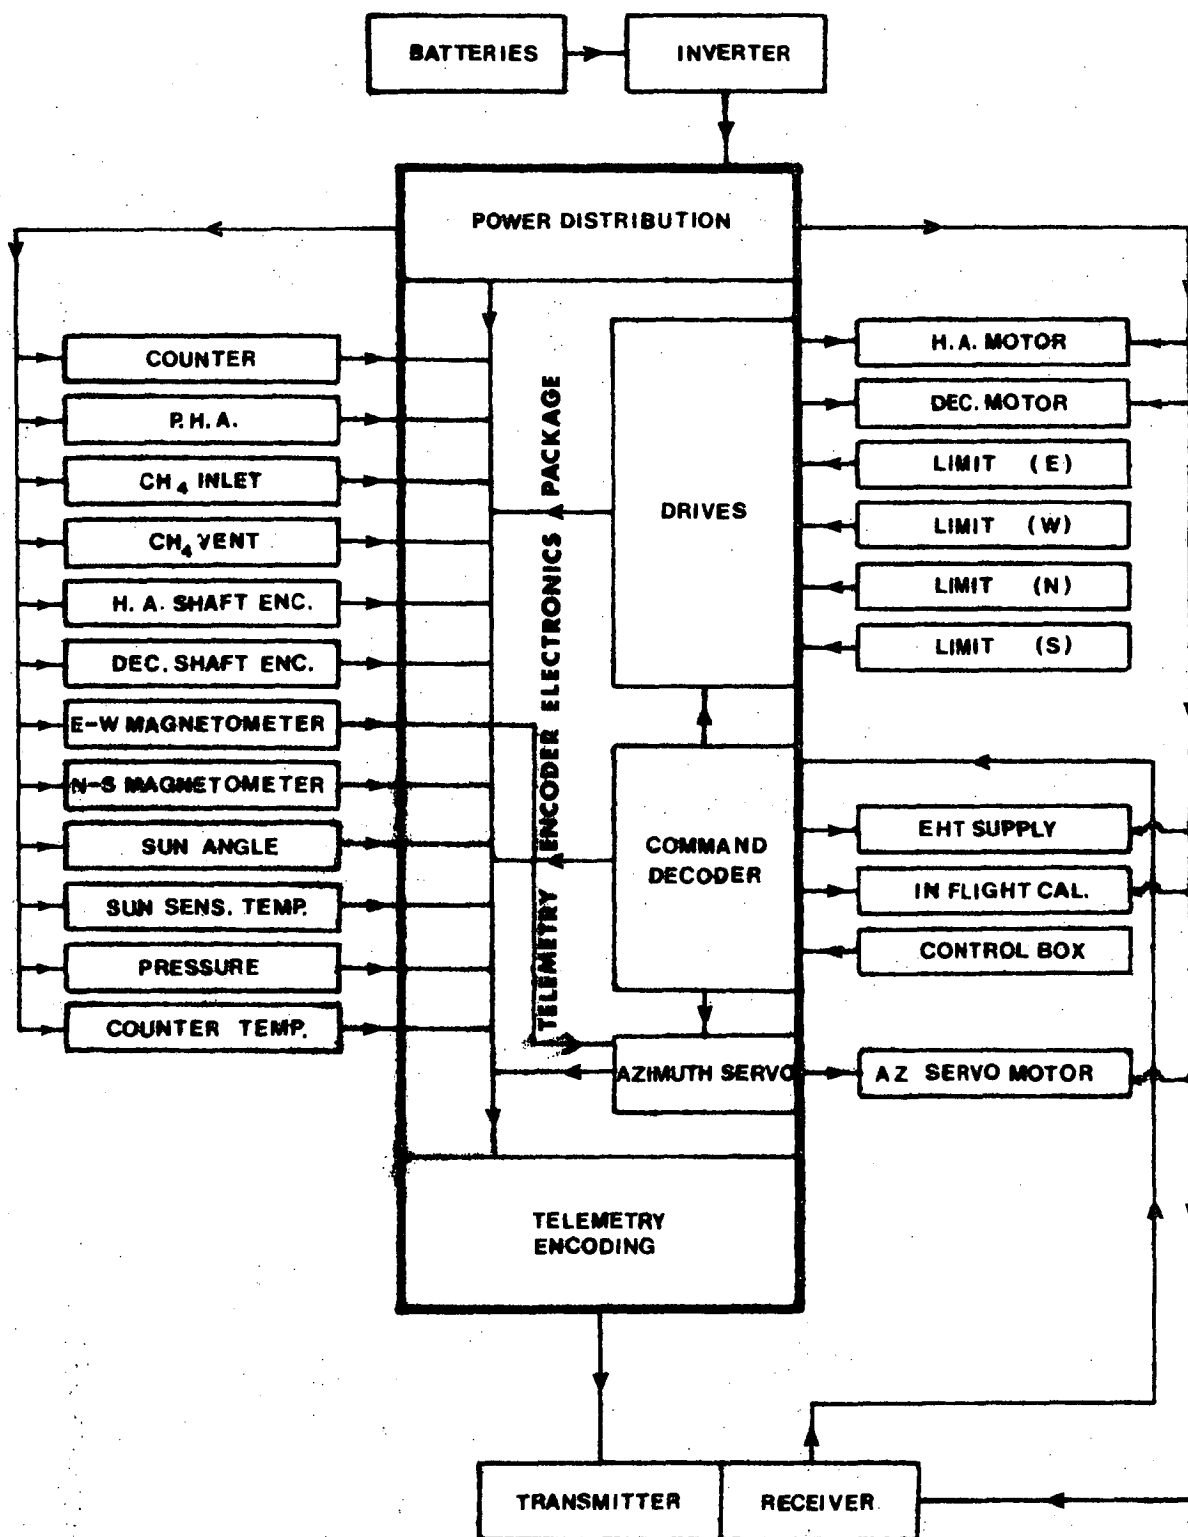 BATTERIES
INVERTER
POWER DISTRIBUTION
COUNTER
P.H.A.
CH4 INLET
CH4 VENT
H.A. SHAFT ENC.
DEC. SHAFT ENC.
E-W MAGNETOMETER
N-S MAGNETOMETER
SUN ANGLE
SUN SENS. TEMP.
PRESSURE
COUNTER TEMP.
TELEMETRY ENCODER ELECTRONICS PACKAGE
DRIVES
COMMAND
DECODER
AZIMUTH SERVO
TELEMETRY
ENCODING
H.A. MOTOR
DEC. MOTOR
LIMIT (E)
LIMIT (W)
LIMIT (N)
LIMIT (S)
EHT SUPPLY
IN FLIGHT CAL.
CONTROL BOX
AZ SERVO MOTOR
TRANSMITTER
RECEIVER